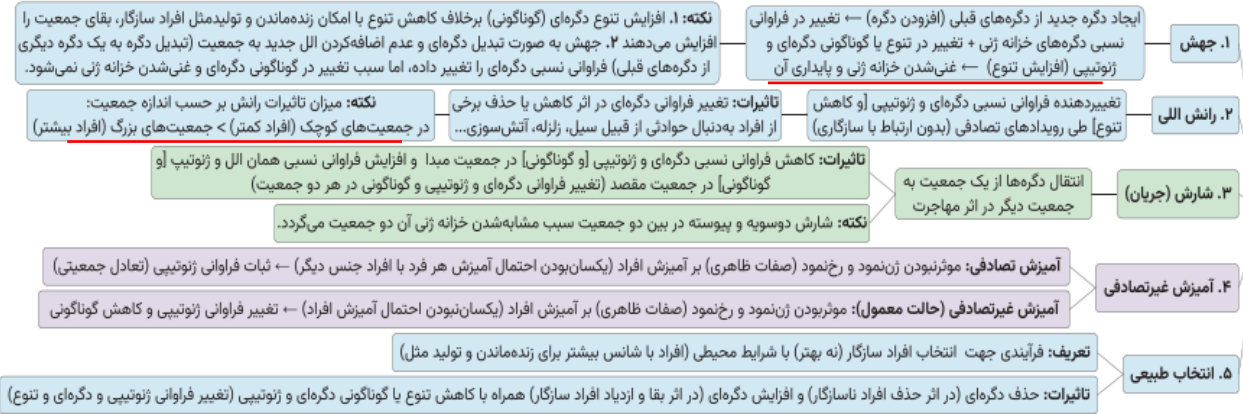 ۱. جهش
ایجاد دگره جدید از دگره‌های قبلی (افزودن دگره) ← تغییر در فراوانی
نسبی دگره‌های خزانه ژنی + تغییر در تنوع یا گوناگونی دگره‌ای و
ژنوتیپی (افزایش تنوع) ← غنی‌شدن خزانه ژنی و پایداری آن
نکته: ۱. افزایش تنوع دگره‌ای (گوناگونی) برخلاف کاهش تنوع با امکان زنده‌ماندن و تولیدمثل افراد سازگار، بقای جمعیت را
افزایش می‌دهند ۲. جهش به صورت تبدیل دگره‌ای و عدم اضافه‌کردن الل جدید به جمعیت (تبدیل دگره به یک دگره دیگری
از دگره‌های قبلی) فراوانی نسبی دگره‌ای را تغییر داده، اما سبب تغییر در گوناگونی دگره‌ای و غنی‌شدن خزانه ژنی نمی‌شود.
۲. رانش اللی
تغییردهنده فراوانی نسبی دگره‌ای و ژنوتیپی [و کاهش
تنوع] طی رویدادهای تصادفی (بدون ارتباط با سازگاری)
تاثیرات: تغییر فراوانی دگره‌ای در اثر کاهش یا حذف برخی
از افراد به‌دنبال حوادثی از قبیل سیل، زلزله، آتش‌سوزی...
نکته: میزان تاثیرات رانش بر حسب اندازه جمعیت:
در جمعیت‌های کوچک (افراد کمتر) > جمعیت‌های بزرگ (افراد بیشتر)
۳. شارش (جریان)
انتقال دگره‌ها از یک جمعیت به
جمعیت دیگر در اثر مهاجرت
تاثیرات: کاهش فراوانی نسبی دگره‌ای و ژنوتیپی [و گوناگونی] در جمعیت مبدا و افزایش فراوانی نسبی همان الل و ژنوتیپ [و
گوناگونی] در جمعیت مقصد (تغییر فراوانی دگره‌ای و ژنوتیپی و گوناگونی در هر دو جمعیت)
نکته: شارش دوسویه و پیوسته در بین دو جمعیت سبب مشابه‌شدن خزانه ژنی آن دو جمعیت می‌گردد.
۴. آمیزش غیرتصادفی
آمیزش تصادفی: موثرنبودن ژن‌نمود و رخ‌نمود (صفات ظاهری) بر آمیزش افراد (یکسان‌بودن احتمال آمیزش هر فرد با افراد جنس دیگر) ← ثبات فراوانی ژنوتیپی (تعادل جمعیتی)
آمیزش غیرتصادفی (حالت معمول): موثربودن ژن‌نمود و رخ‌نمود (صفات ظاهری) بر آمیزش افراد (یکسان‌نبودن احتمال آمیزش افراد) ← تغییر فراوانی ژنوتیپی و کاهش گوناگونی
۵. انتخاب طبیعی
تعریف: فرآیندی جهت انتخاب افراد سازگار (نه بهتر) با شرایط محیطی (افراد با شانس بیشتر برای زنده‌ماندن و تولید مثل)
تاثیرات: حذف دگره‌ای (در اثر حذف افراد ناسازگار) و افزایش دگره‌ای (در اثر بقا و ازدیاد افراد سازگار) همراه با کاهش تنوع یا گوناگونی دگره‌ای و ژنوتیپی (تغییر فراوانی ژنوتیپی و دگره‌ای و تنوع)